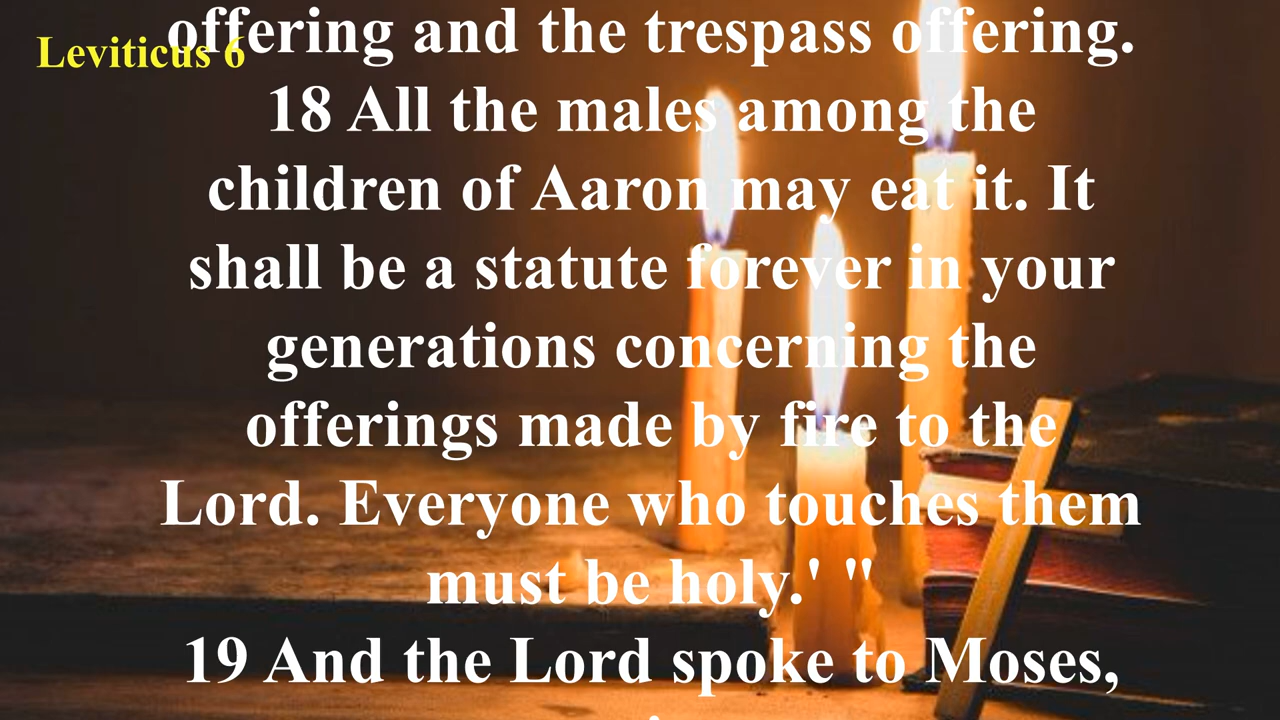 Leviticus 6
offering and the trespass offering.
18 All the males among the
children of Aaron may eat it. It
shall be a statute forever in your
generations concerning the
offerings made by fire to the
Lord. Everyone who touches them
must be holy.' "
19 And the Lord spoke to Moses,